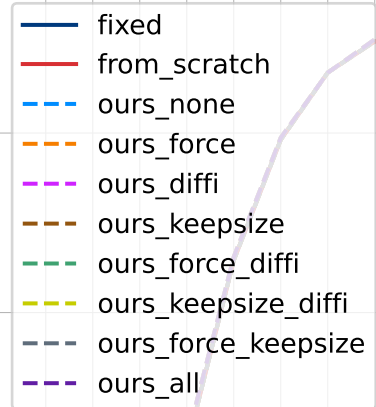 fixed
from_scratch
ours_none
ours_force
ours_diffi
ours_keepsize
ours_force_diffi
ours_keepsize_diffi
ours_force_keepsize
ours_all